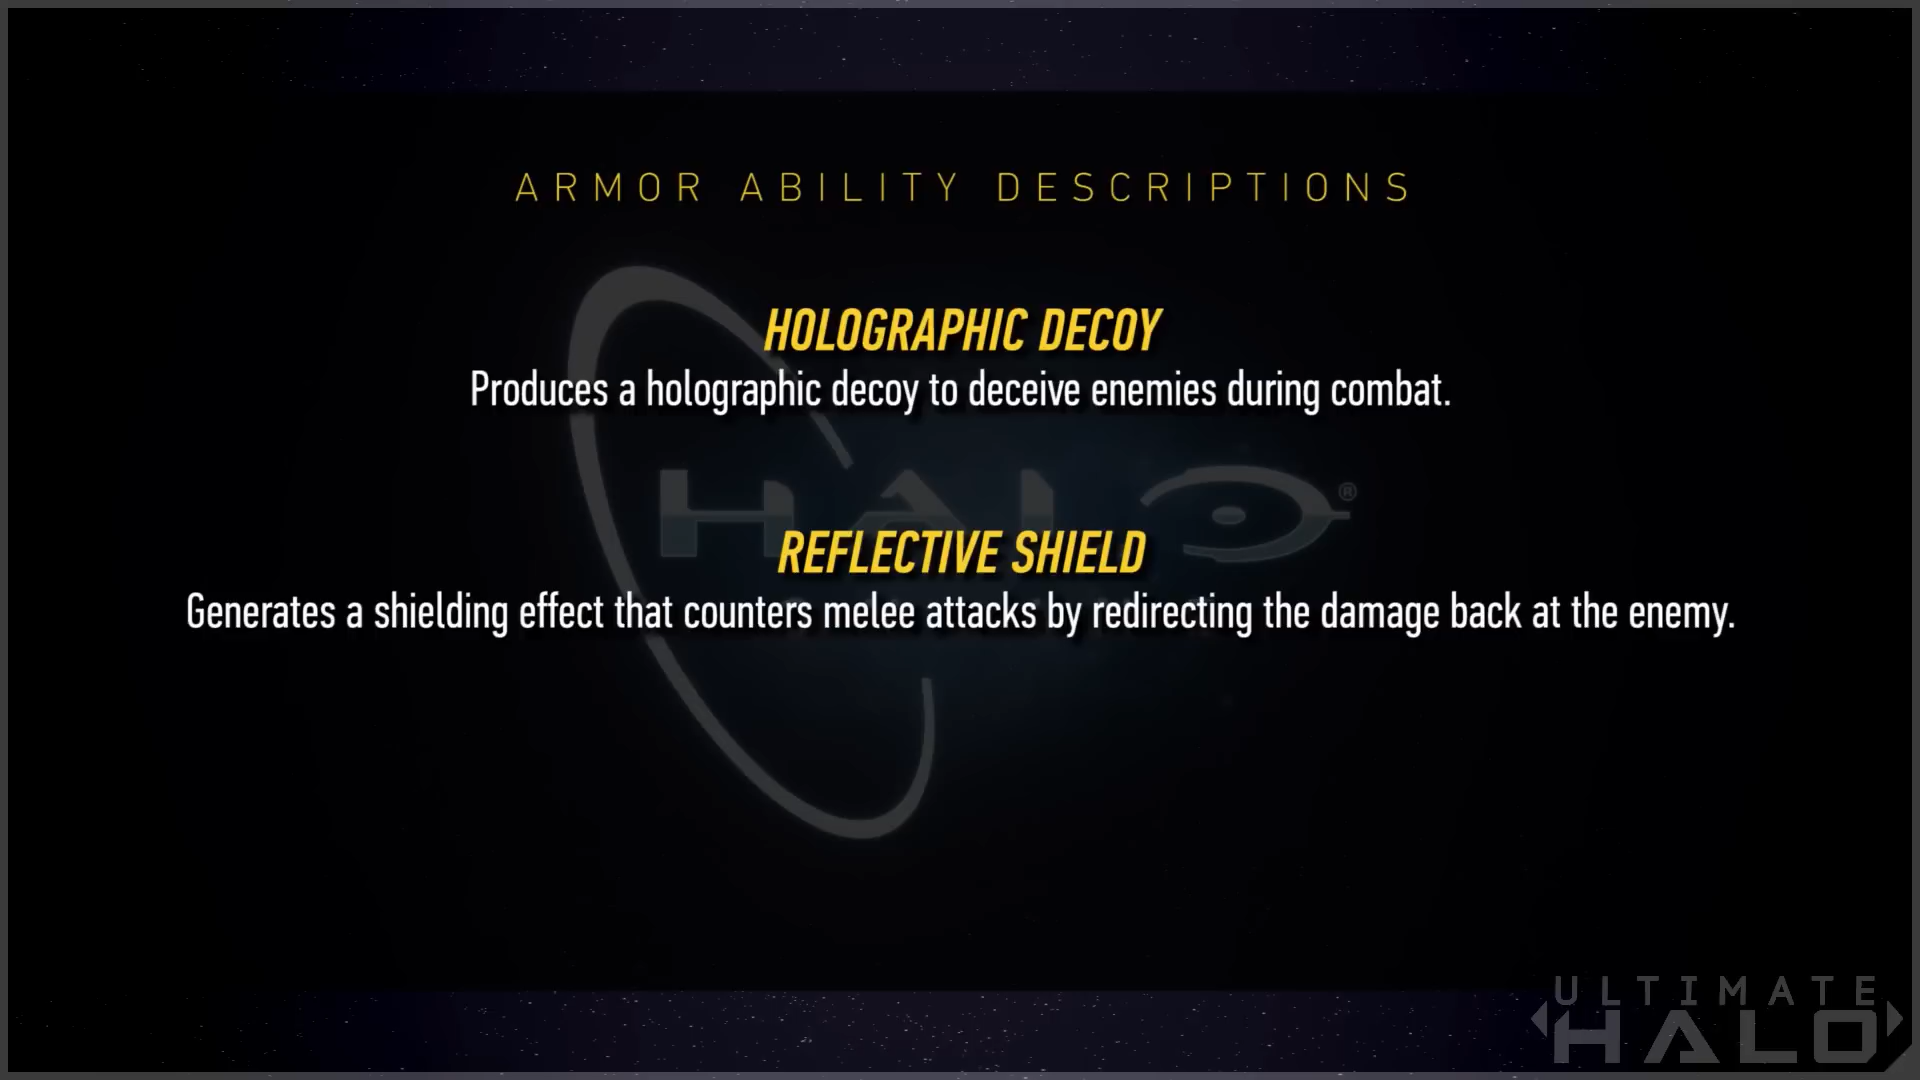 ARMOR ABILITY DESCRIPTIONS
HOLOGRAPHIC DECOY
Produces a holographic decoy to deceive enemies during combat.
HALO®
REFLECTIVE SHIELD
Generates a shielding effect that counters melee attacks by redirecting the damage back at the enemy.
ULTIMATE
HALO